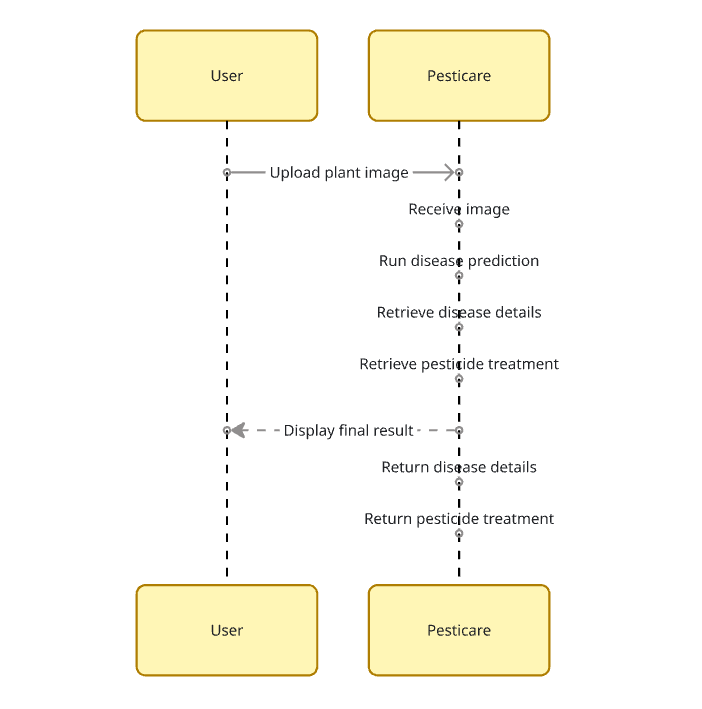 User
Pesticare
Upload plant image
Receive image
Run disease prediction
Retrieve disease details
Retrieve pesticide treatment
Display final result
Return disease details
Return pesticide treatment
User
Pesticare